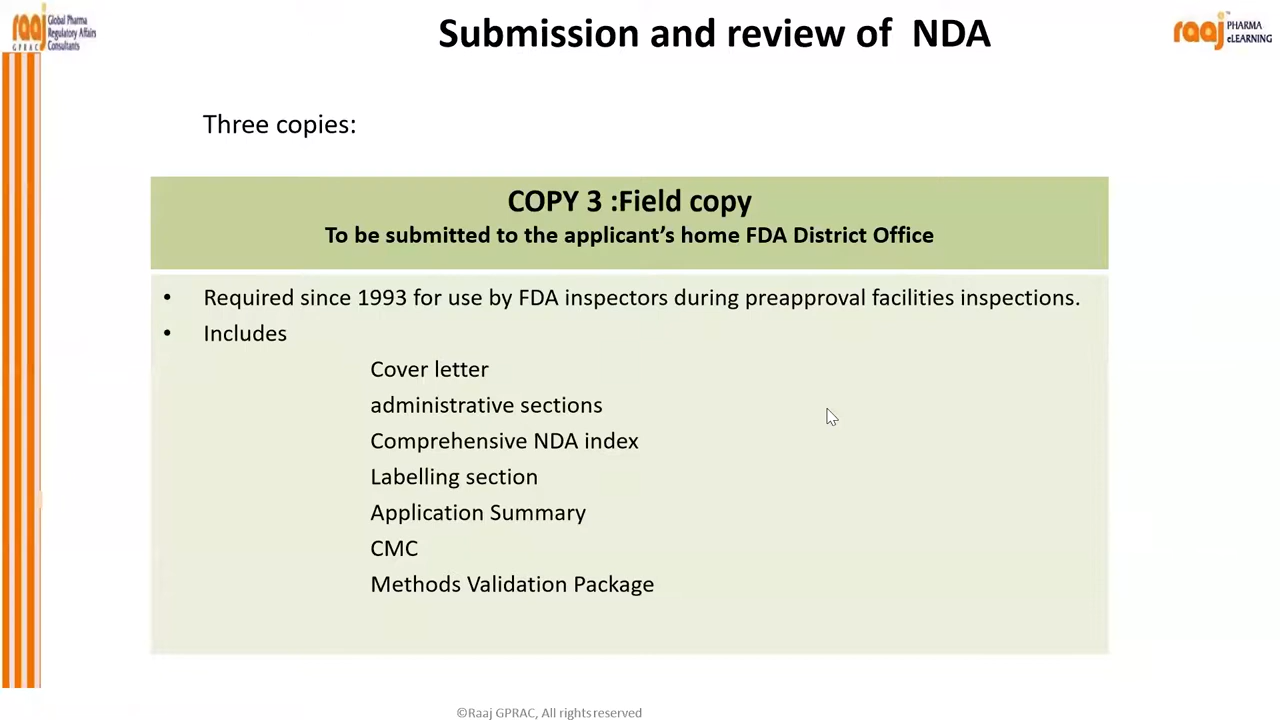 raaj
GPRAC
Global Pharma
Regulatory Affairs
Consultants
Submission and review of NDA
raaj
PHARMA
eLEARNING
Three copies:
COPY 3 :Field copy
To be submitted to the applicant's home FDA District Office
• Required since 1993 for use by FDA inspectors during preapproval facilities inspections.
• Includes
Cover letter
administrative sections
Comprehensive NDA index
Labelling section
Application Summary
CMC
Methods Validation Package
©Raaj GPRAC, All rights reserved